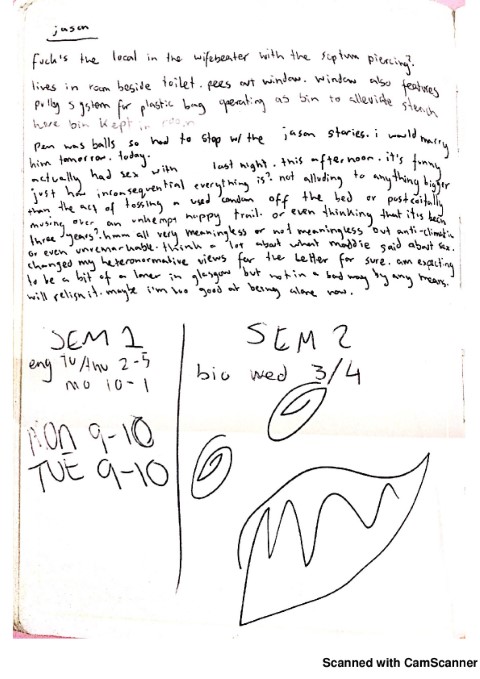 jason
fuck's the local in the wifebeater with the septum piercing?
lives in room beside toilet. pees out window. window also features
pully system for plastic bag operating as bin to alleviate stench
have bin kept in room
pen was balls so had to stop w/ the jason stories. i would marry
him tomorrow. today.
actually had sex with last night. this afternoon. it's funny
just how inconsequential everything is? not alluding to anything bigger
than the act of tossing a used condom off the bed or postcoitally
musing over an unkempt happy trail. or even thinking that it's been
three years? hmm all very meaningless or not meaningless but anti-climatic
or even unremarkable. think a lot about what maddie said about sex.
changed my heteronormative views for the better for sure. am expecting
to be a bit of a loner in glasgow but not in a bad way by any means.
will relish it. maybe i'm too good at being alone now.
SEM 1
eng TU/thu 2-5
mo 10-1
MON 9-10
TUE 9-10
SEM 2
bio wed 3/4
Scanned with CamScanner